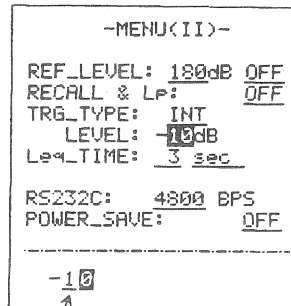 -MENU(II)-
REF_LEVEL: 180dB OFF
RECALL & Lp: OFF
TRG_TYPE: INT
LEVEL: -10dB
Leq_TIME: 3 sec
RS232C: 4800 BPS
POWER_SAVE: OFF
-10